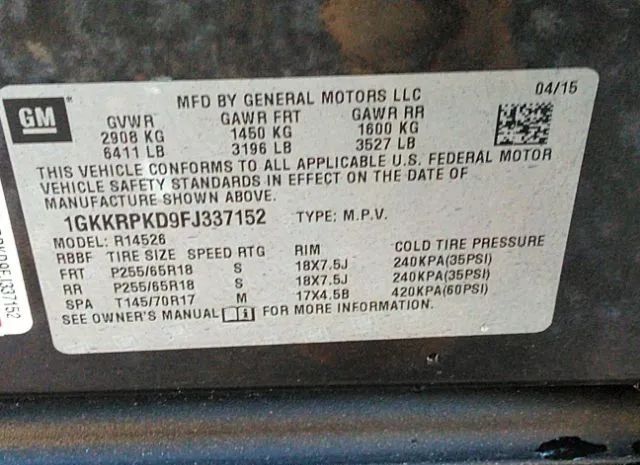 GM
MFD BY GENERAL MOTORS LLC 04/15
GVWR GAWR FRT GAWR RR
2908 KG 1450 KG 1600 KG
6411 LB 3196 LB 3527 LB
THIS VEHICLE CONFORMS TO ALL APPLICABLE U.S. FEDERAL MOTOR
VEHICLE SAFETY STANDARDS IN EFFECT ON THE DATE OF
MANUFACTURE SHOWN ABOVE.
1GKKRPKD9FJ337152 TYPE: M.P.V.
MODEL: R14526
RBBF TIRE SIZE SPEED RTG RIM COLD TIRE PRESSURE
FRT P255/65R18 S 18X7.5J 240KPA(35PSI)
RR P255/65R18 S 18X7.5J 240KPA(35PSI)
SPA T145/70R17 M 17X4.5B 420KPA(60PSI)
SEE OWNER'S MANUAL FOR MORE INFORMATION.